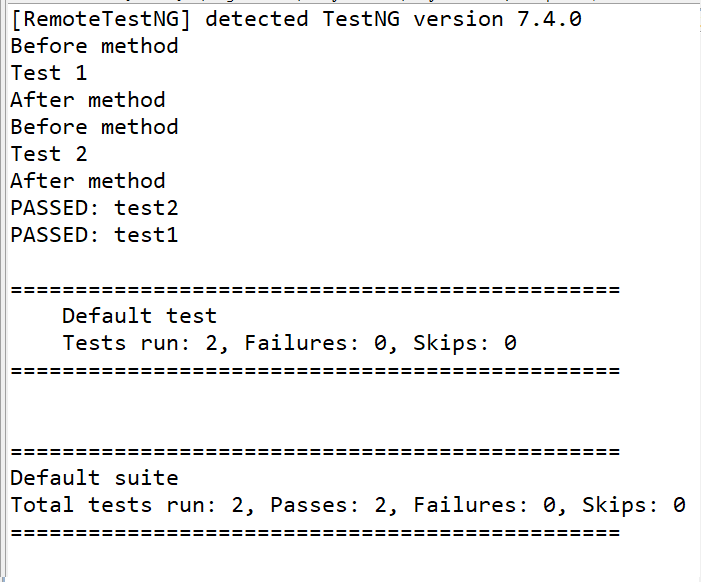 [RemoteTestNG] detected TestNG version 7.4.0
Before method
Test 1
After method
Before method
Test 2
After method
PASSED: test2
PASSED: test1
===============================================
Default test
Tests run: 2, Failures: 0, Skips: 0
===============================================
===============================================
Default suite
Total tests run: 2, Passes: 2, Failures: 0, Skips: 0
===============================================